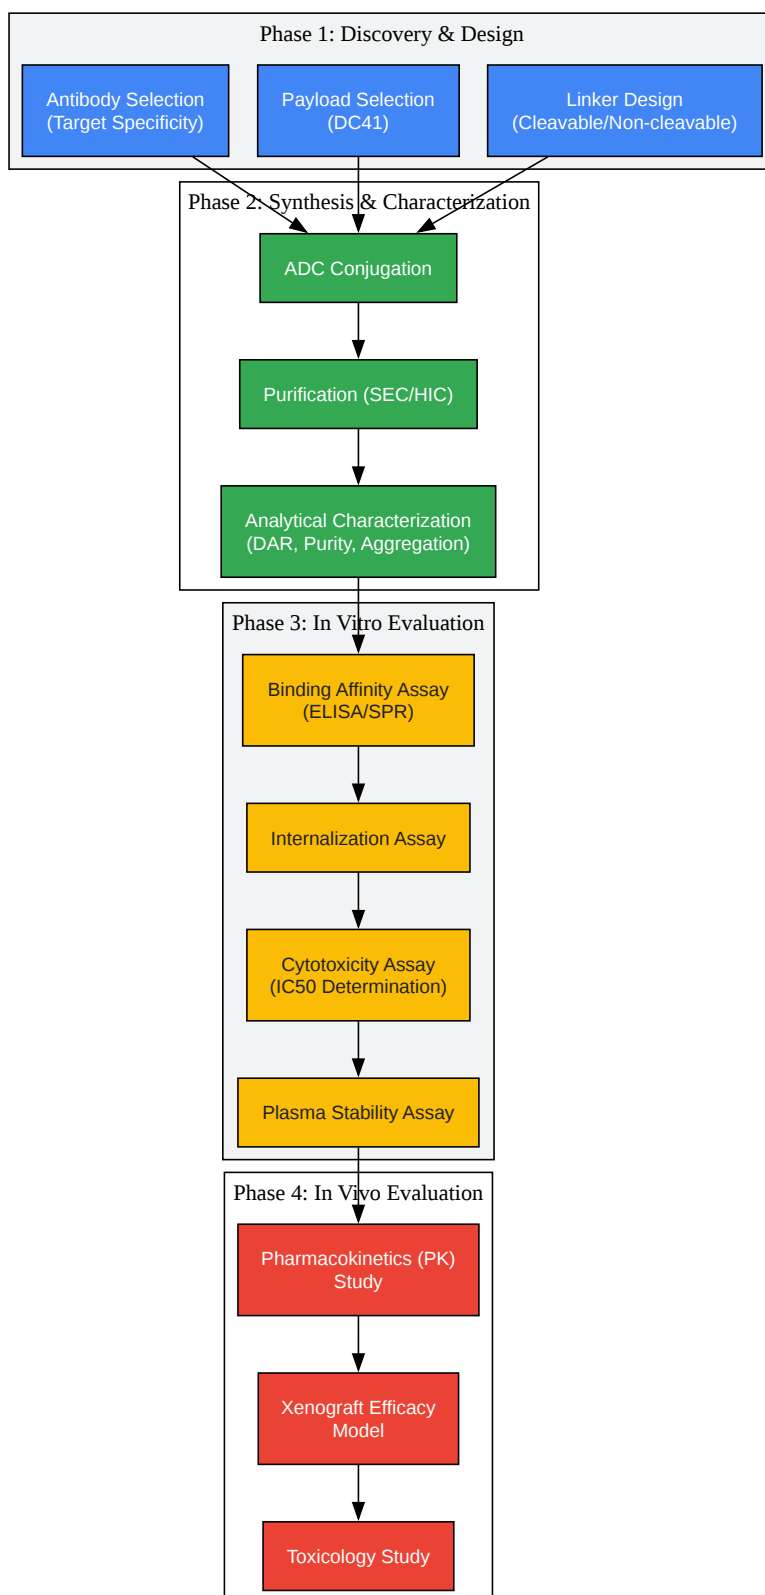 Phase 1: Discovery & Design
Antibody Selection
(Target Specificity)
Payload Selection
(DC41)
Linker Design
(Cleavable/Non-cleavable)
Phase 2: Synthesis & Characterization
ADC Conjugation
Purification (SEC/HIC)
Analytical Characterization
(DAR, Purity, Aggregation)
Phase 3: In Vitro Evaluation
Binding Affinity Assay
(ELISA/SPR)
Internalization Assay
Cytotoxicity Assay
(IC50 Determination)
Plasma Stability Assay
Phase 4: In Vivo Evaluation
Pharmacokinetics (PK)
Study
Xenograft Efficacy
Model
Toxicology Study